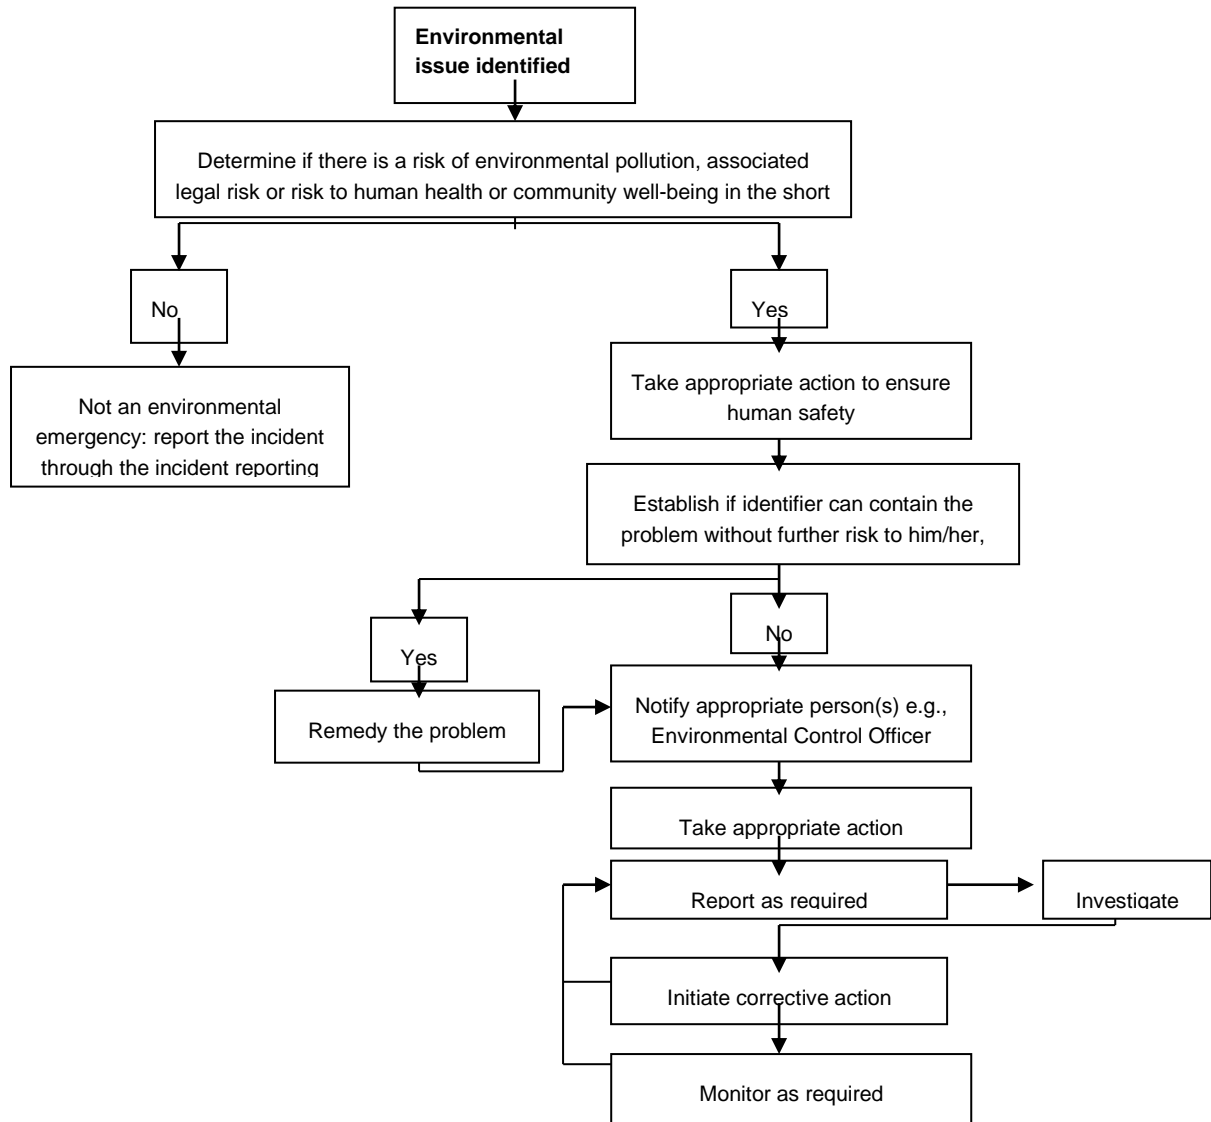 Environmental
issue identified
Determine if there is a risk of environmental pollution, associated
legal risk or risk to human health or community well-being in the short
No
Yes
Not an environmental
emergency: report the incident
through the incident reporting
Take appropriate action to ensure
human safety
Establish if identifier can contain the
problem without further risk to him/her,
Yes
No
Remedy the problem
Notify appropriate person(s) e.g.,
Environmental Control Officer
Take appropriate action
Report as required
Investigate
Initiate corrective action
Monitor as required